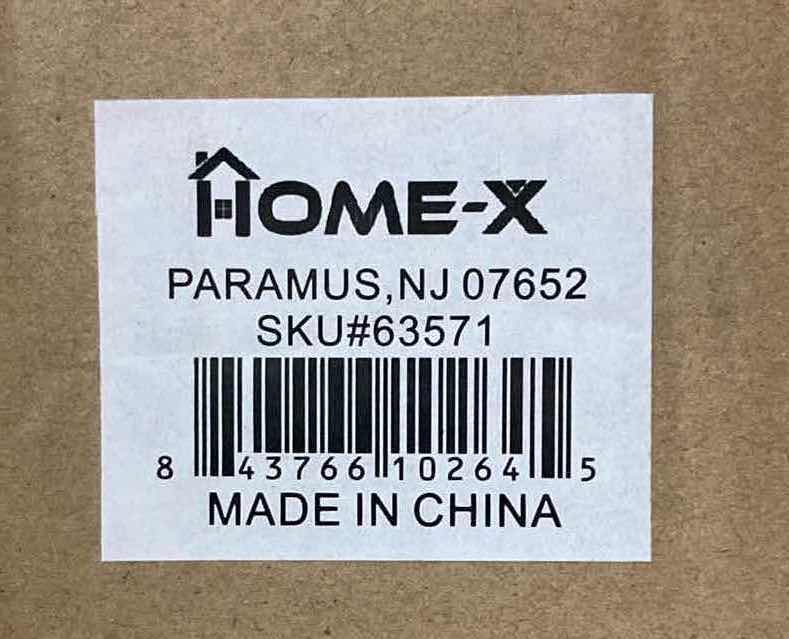 HOME-X
PARAMUS,NJ 07652
SKU#63571
8 43766 10264 5
MADE IN CHINA